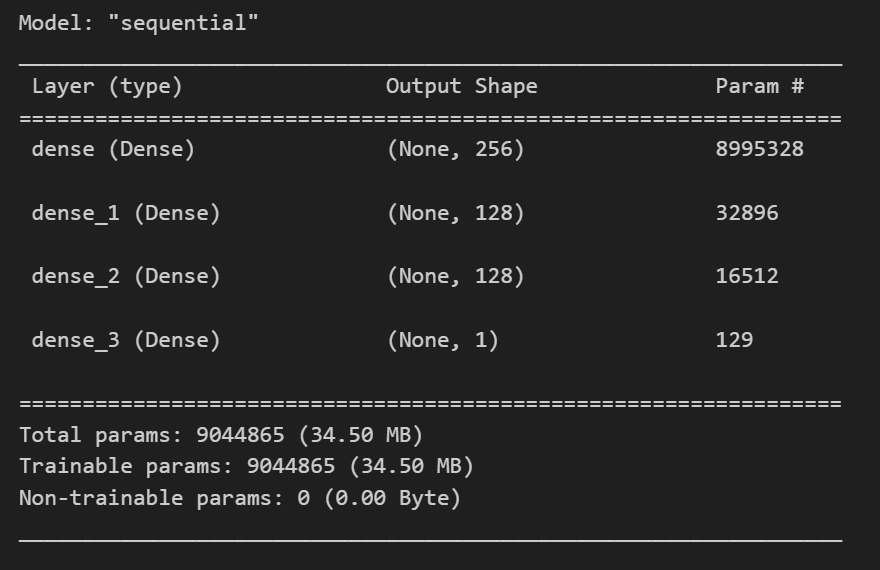 Model: "sequential"
_________________________________________________________________
Layer (type)                Output Shape              Param #
=================================================================
dense (Dense)               (None, 256)               8995328
dense_1 (Dense)             (None, 128)               32896
dense_2 (Dense)             (None, 128)               16512
dense_3 (Dense)             (None, 1)                 129
=================================================================
Total params: 9044865 (34.50 MB)
Trainable params: 9044865 (34.50 MB)
Non-trainable params: 0 (0.00 Byte)
_________________________________________________________________